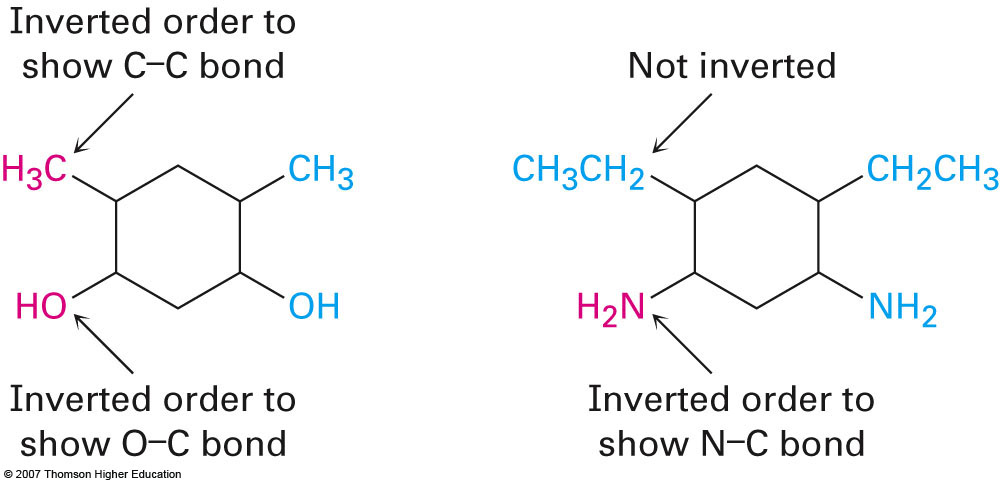 Inverted order to
show C–C bond
Not inverted
H₃C
CH₃
CH₃CH₂
CH₂CH₃
HO
OH
H₂N
NH₂
Inverted order to
show O–C bond
Inverted order to
show N–C bond
© 2007 Thomson Higher Education